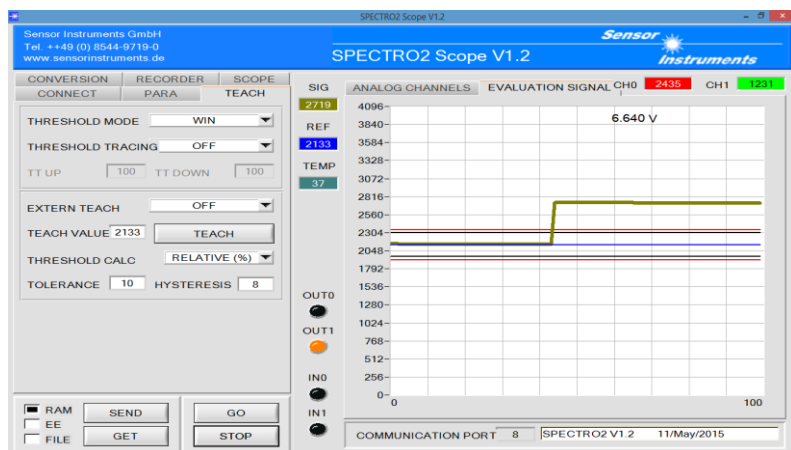 SPECTRO2 Scope V1.2
Sensor Instruments GmbH
Tel. ++49 (0) 8544-9719-0
www.sensorinstruments.de
SPECTRO2 Scope V1.2
Sensor
Instruments
CONVERSION RECORDER SCOPE
CONNECT PARA TEACH
THRESHOLD MODE WIN
THRESHOLD TRACING OFF
TT UP 100 TT DOWN 100
EXTERN TEACH OFF
TEACH VALUE 2133 TEACH
THRESHOLD CALC RELATIVE (%)
TOLERANCE 10 HYSTERESIS 8
RAM
EE
FILE
SEND
GET
GO
STOP
SIG
2719
REF
2133
TEMP
37
OUT0
OUT1
IN0
IN1
ANALOG CHANNELS EVALUATION SIGNAL CH0 2435 CH1 1231
6.640 V
4096
3840
3584
3328
3072
2816
2560
2304
2048
1792
1536
1280
1024
768
512
256
0
0 100
COMMUNICATION PORT 8 SPECTRO2 V1.2 11/May/2015